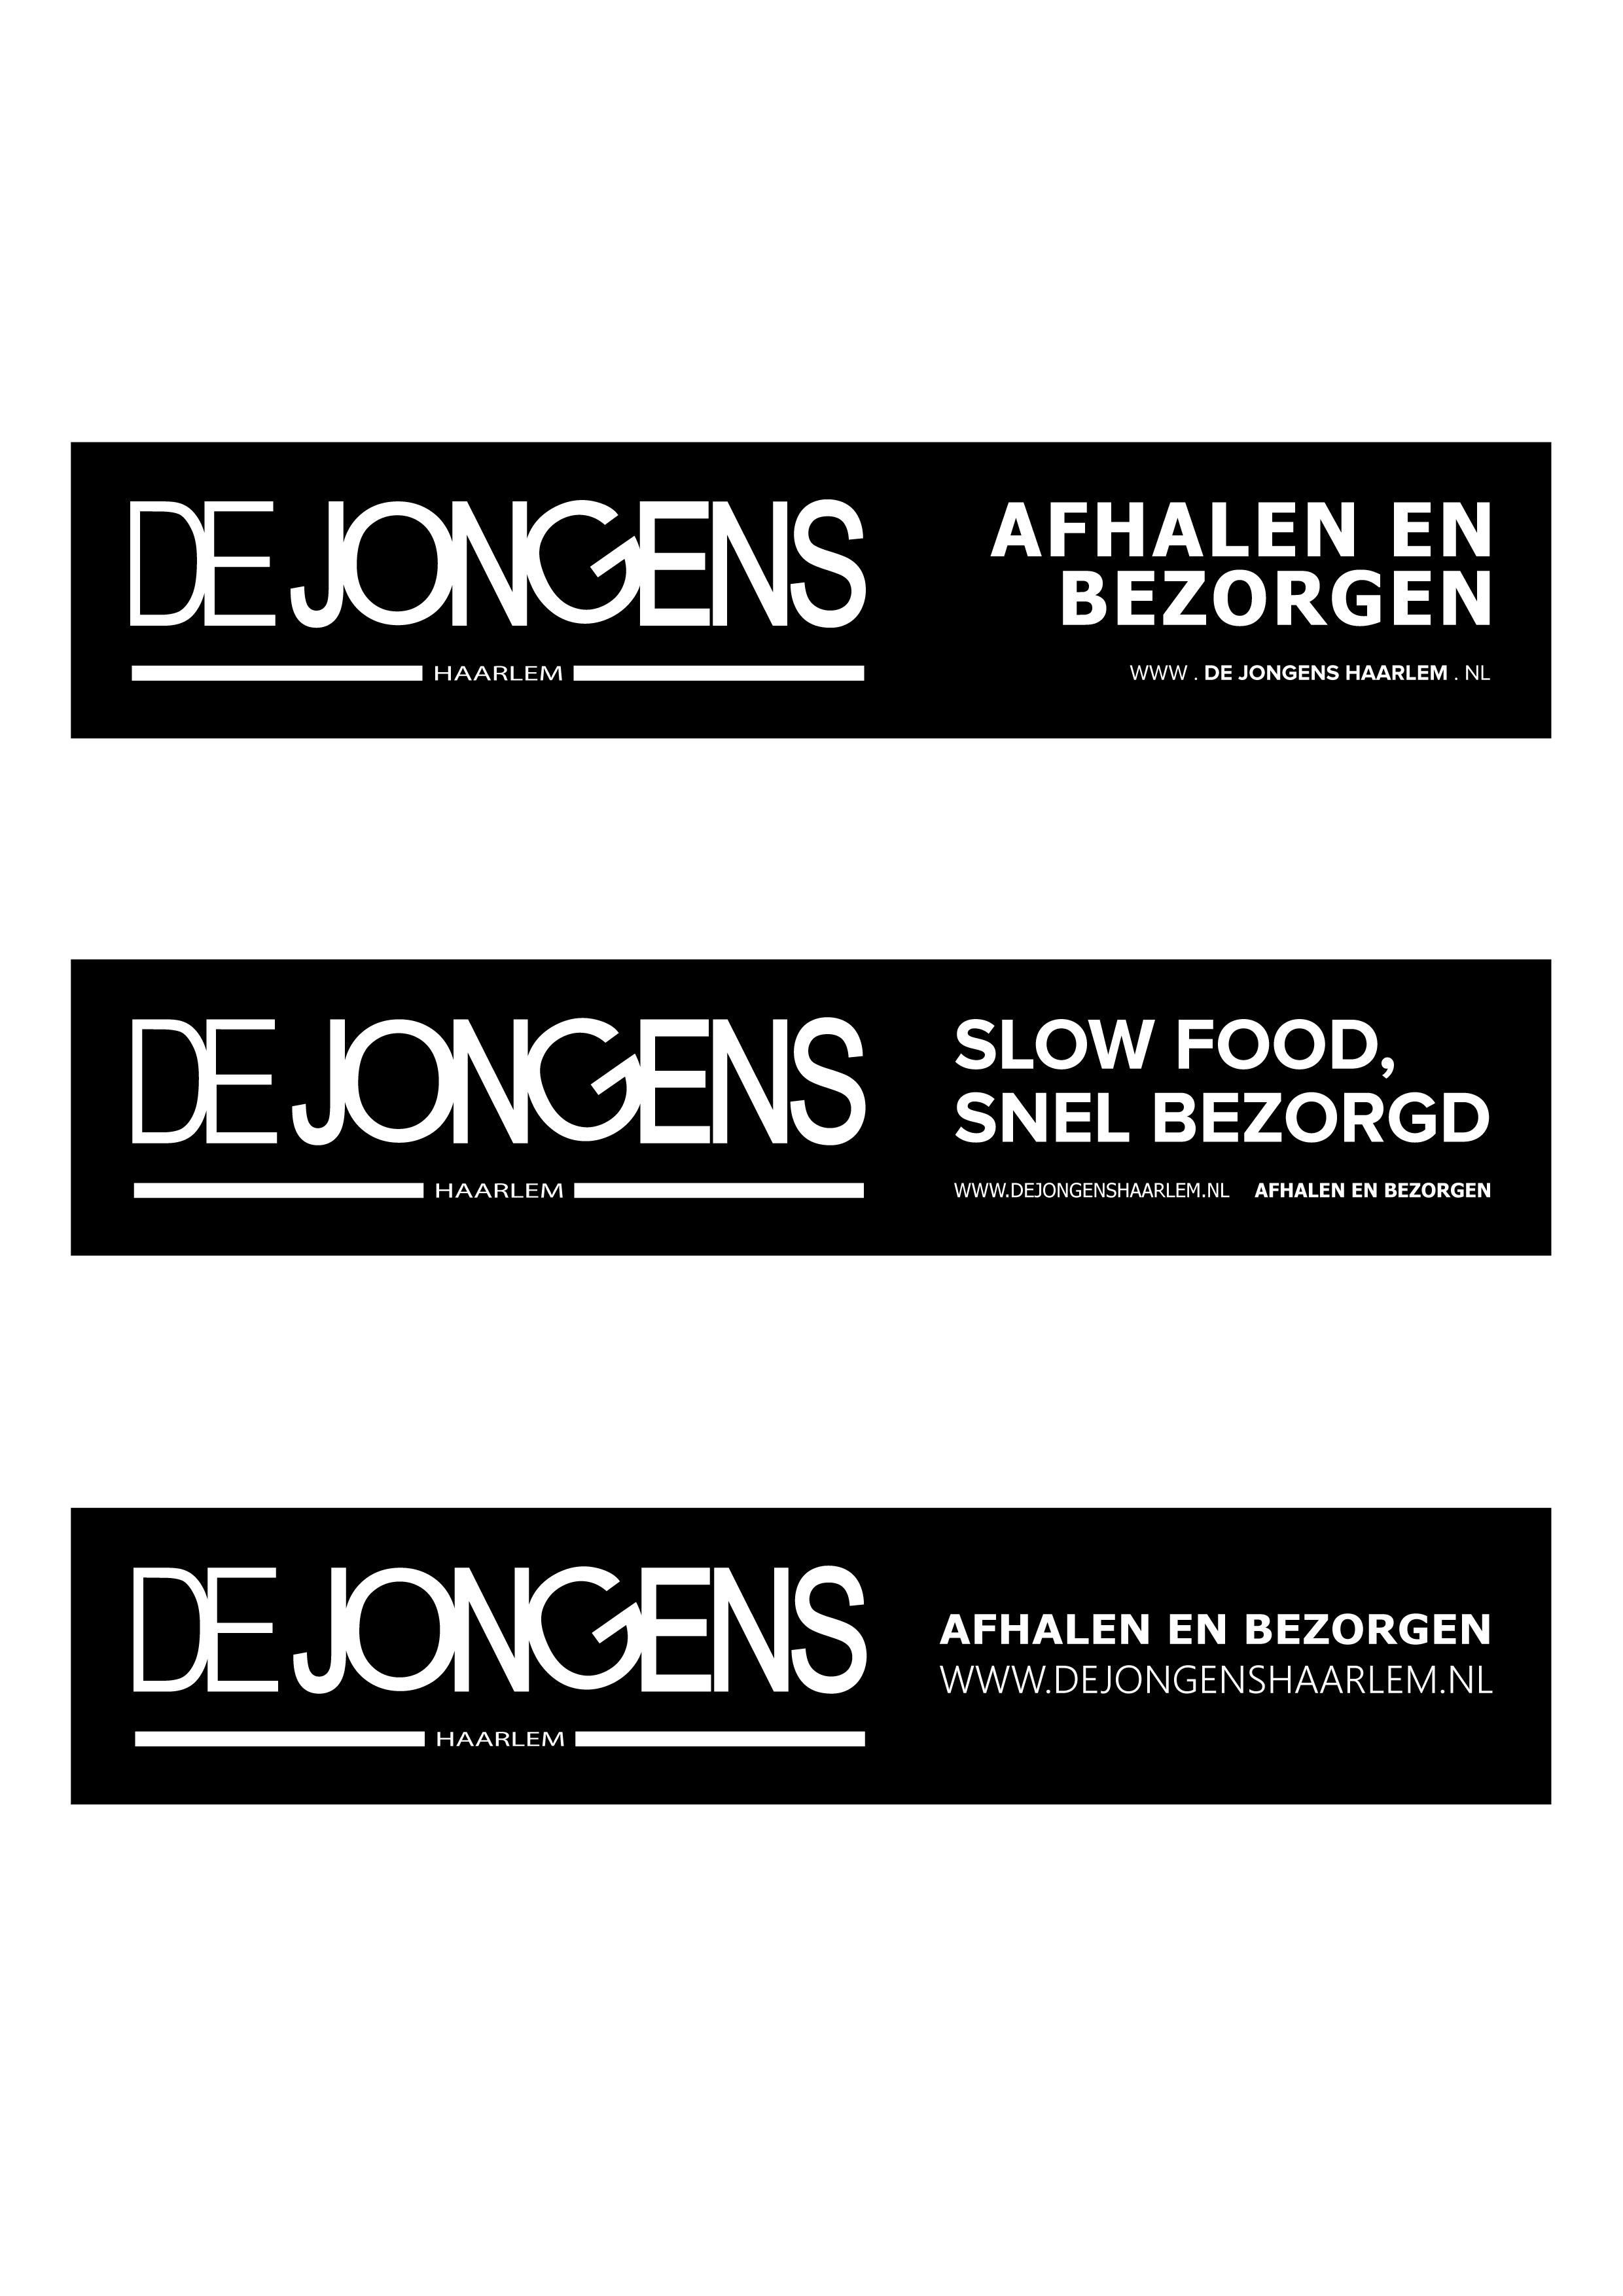 DE JONGENS
HAARLEM
AFHALEN EN
BEZORGEN
WWW . DE JONGENS HAARLEM . NL
DE JONGENS
HAARLEM
SLOW FOOD,
SNEL BEZORGD
WWW.DEJONGENSHAARLEM.NL AFHALEN EN BEZORGEN
DE JONGENS
HAARLEM
AFHALEN EN BEZORGEN
WWW.DEJONGENSHAARLEM.NL